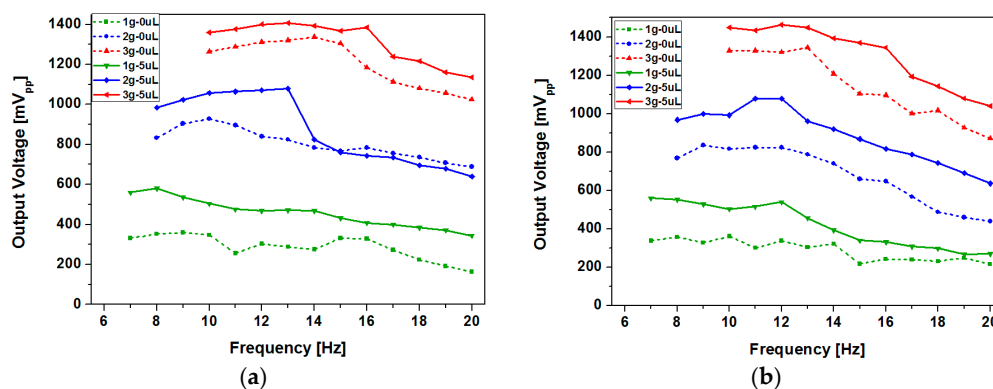 (a)
1400
1200
1000
800
600
400
200
0
Output Voltage [mVpp]
1g-0uL
2g-0uL
3g-0uL
1g-5uL
2g-5uL
3g-5uL
6 8 10 12 14 16 18 20
Frequency [Hz]
(a)
1400
1200
1000
800
600
400
200
0
Output Voltage [mVpp]
1g-0uL
2g-0uL
3g-0uL
1g-5uL
2g-5uL
3g-5uL
6 8 10 12 14 16 18 20
Frequency [Hz]
(b)